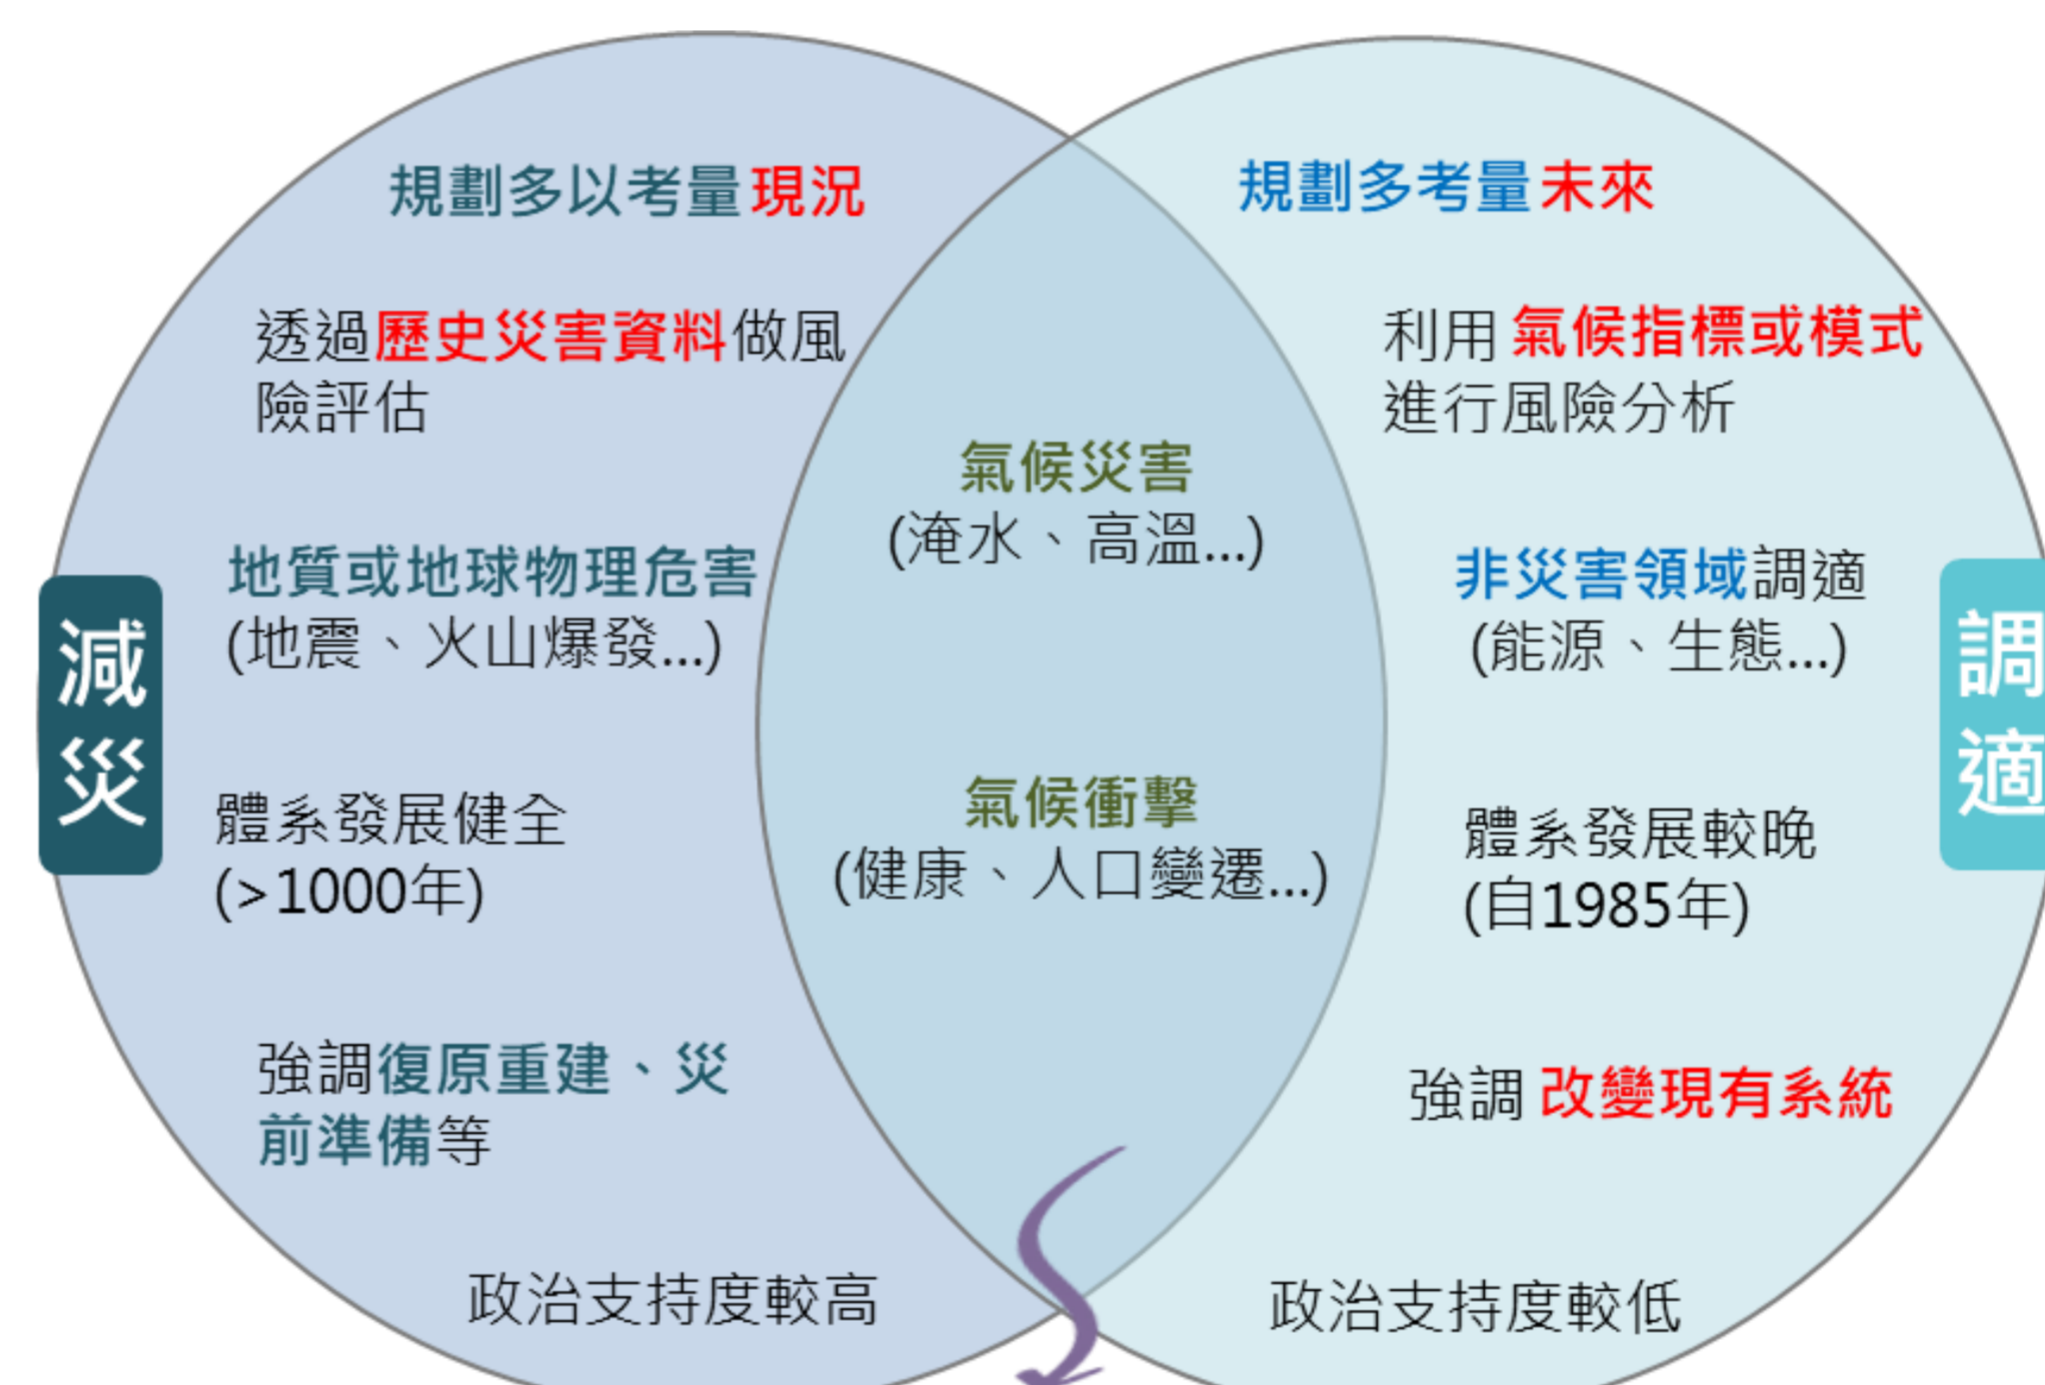 減災
規劃多以考量現況
透過歷史災害資料做風
險評估
地質或地球物理危害
(地震、火山爆發...)
體系發展健全
(>1000年)
強調復原重建、災
前準備等
政治支持度較高
氣候災害
(淹水、高溫...)
氣候衝擊
(健康、人口變遷...)
規劃多考量未來
利用 氣候指標或模式
進行風險分析
非災害領域調適
(能源、生態...)
體系發展較晚
(自1985年)
強調 改變現有系統
政治支持度較低
調適